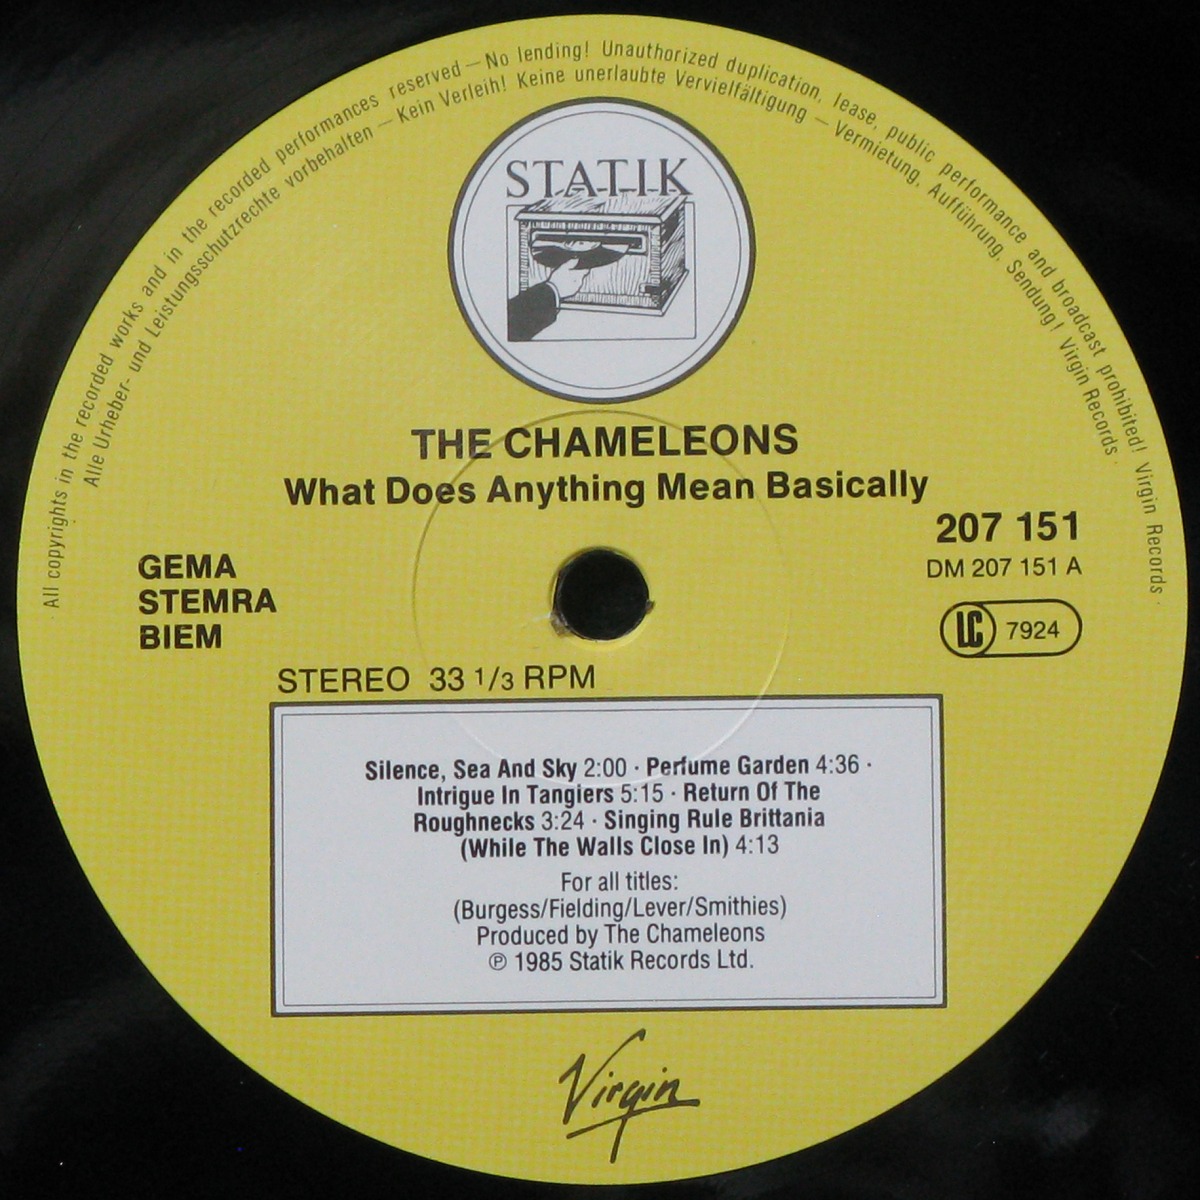 · All copyrights in the recorded works and in the recorded performances reserved — No lending! Unauthorized duplication, lease, public performance and broadcast prohibited! Virgin Records ·
Alle Urheber- und Leistungsschutzrechte vorbehalten — Kein Verleih! Keine unerlaubte Vervielfältigung — Vermietung, Aufführung, Sendung! Virgin Records ·
STATIK
THE CHAMELEONS
What Does Anything Mean Basically
207 151
DM 207 151 A
LC 7924
GEMA
STEMRA
BIEM
STEREO 33 1/3 RPM
Silence, Sea And Sky 2:00 · Perfume Garden 4:36 ·
Intrigue In Tangiers 5:15 · Return Of The
Roughnecks 3:24 · Singing Rule Brittania
(While The Walls Close In) 4:13
For all titles:
(Burgess/Fielding/Lever/Smithies)
Produced by The Chameleons
℗ 1985 Statik Records Ltd.
Virgin